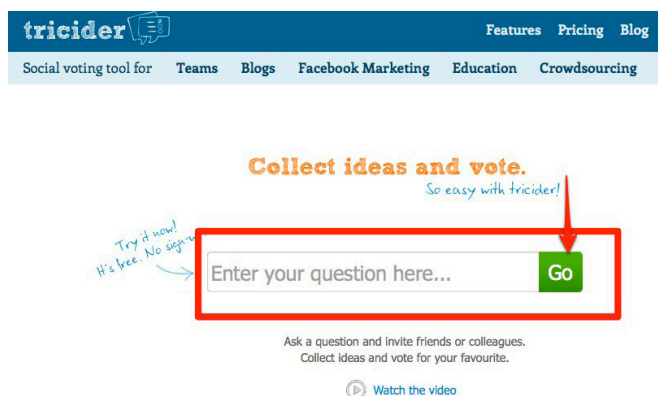 tricider
Features Pricing Blog
Social voting tool for Teams Blogs Facebook Marketing Education Crowdsourcing
Collect ideas and vote.
So easy with tricider!
Try it now!
It's free. No sign-u
Enter your question here... Go
Ask a question and invite friends or colleagues.
Collect ideas and vote for your favourite.
Watch the video